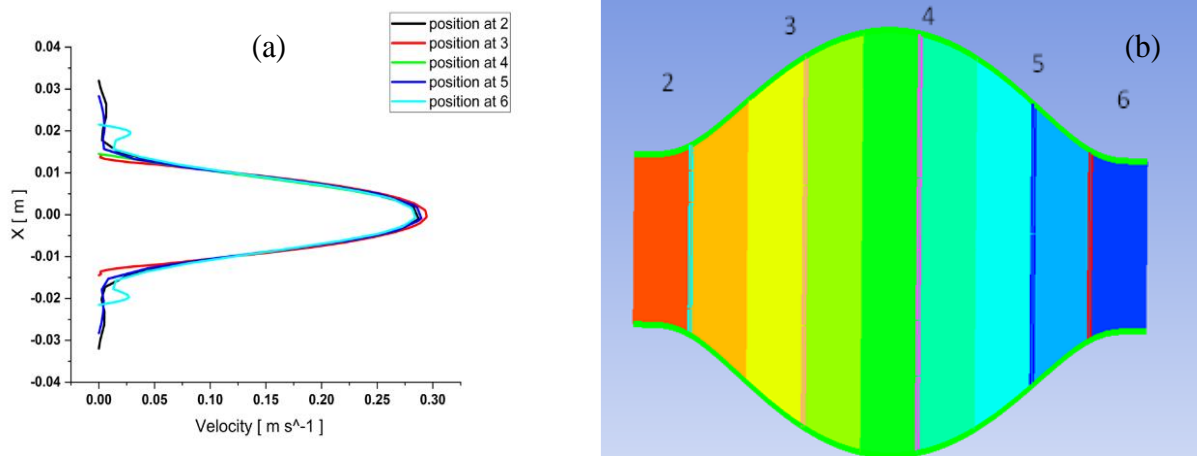 (a)
position at 2
position at 3
position at 4
position at 5
position at 6
0.04
0.03
0.02
0.01
0.00
-0.01
-0.02
-0.03
-0.04
X [ m ]
0.00 0.05 0.10 0.15 0.20 0.25 0.30
Velocity [ m s^-1 ]
(b)
2
3
4
5
6